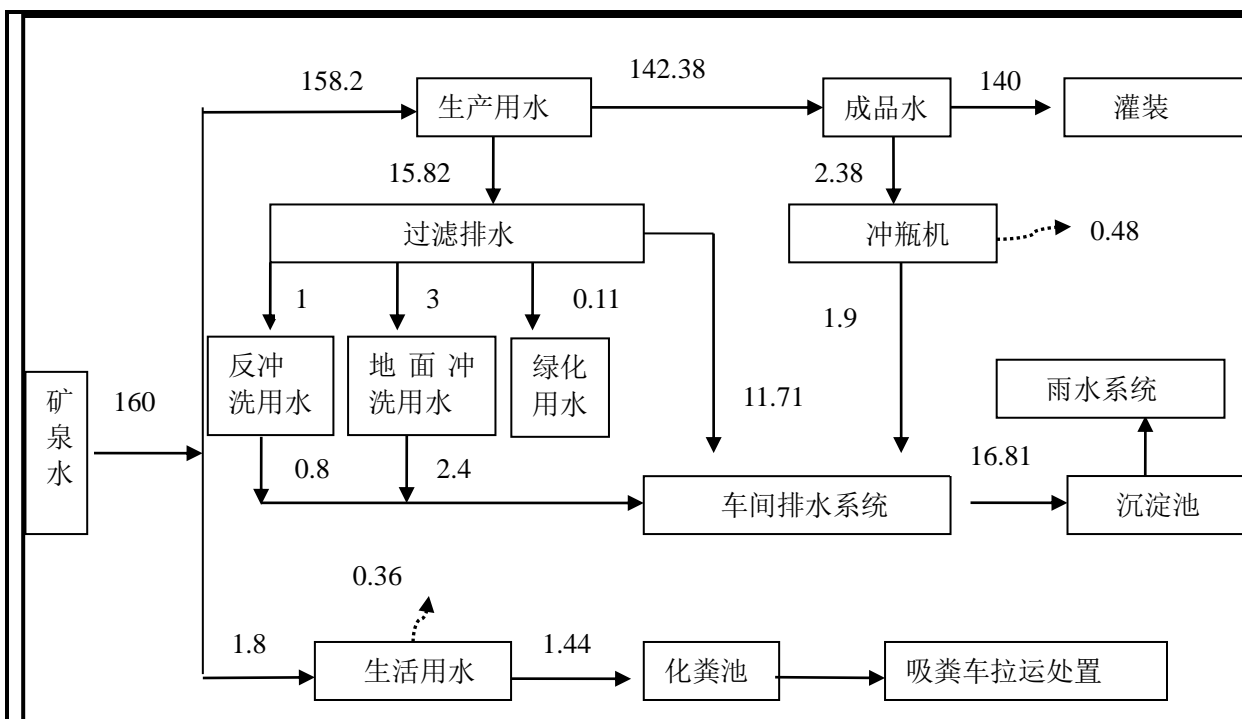 142.38
158.2
140
生产用水
成品水
灌装
15.82
2.38
过滤排水
冲瓶机
0.48
1
3
0.11
1.9
反冲
洗用水
地面冲
洗用水
绿化
用水
雨水系统
矿
泉
水
160
11.71
0.8
2.4
16.81
车间排水系统
沉淀池
0.36
1.8
1.44
生活用水
化粪池
吸粪车拉运处置